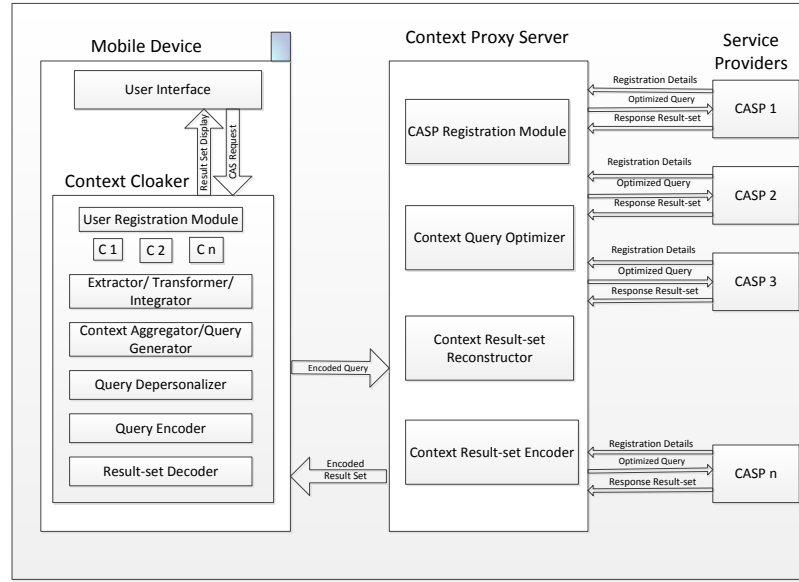 Mobile Device
User Interface
Result Set Display
CAS Request
Context Cloaker
User Registration Module
C 1
C 2
C n
Extractor/ Transformer/
Integrator
Context Aggregator/Query
Generator
Query Depersonalizer
Query Encoder
Result-set Decoder
Encoded Query
Encoded
Result Set
Context Proxy Server
CASP Registration Module
Context Query Optimizer
Context Result-set
Reconstructor
Context Result-set Encoder
Service
Providers
Registration Details
Optimized Query
Response Result-set
CASP 1
Registration Details
Optimized Query
Response Result-set
CASP 2
Registration Details
Optimized Query
Response Result-set
CASP 3
Registration Details
Optimized Query
Response Result-set
CASP n